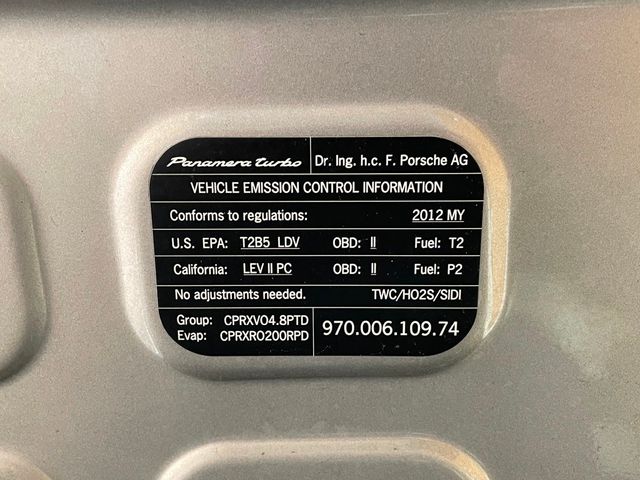 Panamera turbo Dr. Ing. h.c. F. Porsche AG
VEHICLE EMISSION CONTROL INFORMATION
Conforms to regulations: 2012 MY
U.S. EPA: T2B5 LDV OBD: II Fuel: T2
California: LEV II PC OBD: II Fuel: P2
No adjustments needed. TWC/HO2S/SIDI
Group: CPRXV04.8PTD 970.006.109.74
Evap: CPRXR0200RPD